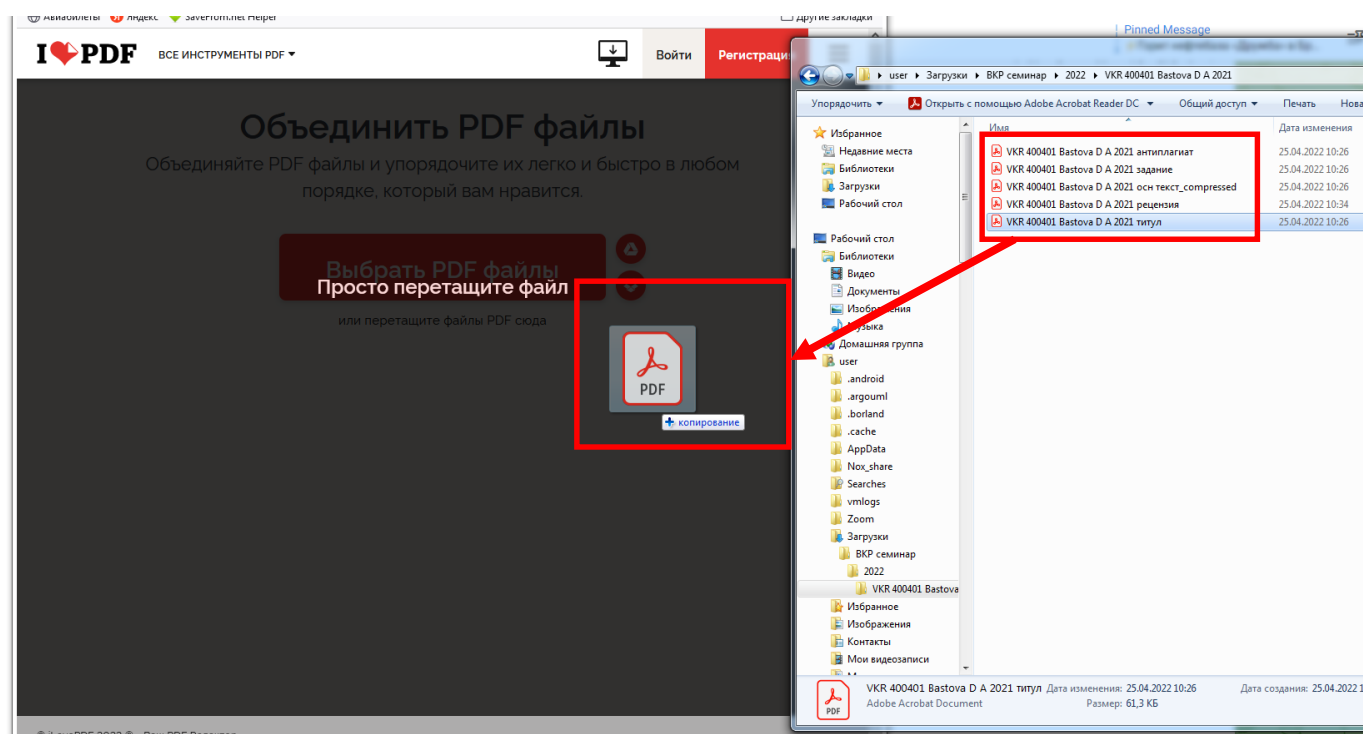 Авиабилеты Яндекс SaveFrom.net Helper
Другие закладки
I PDF ВСЕ ИНСТРУМЕНТЫ PDF
Войти Регистраци
Объединить PDF файлы
Объединяйте PDF файлы и упорядочите их легко и быстро в любом
порядке, который вам нравится.
Выбрать PDF файлы
Просто перетащите файл
или перетащите файлы PDF сюда
PDF
копирование
Pinned Message
user Загрузки ВКР семинар 2022 VKR 400401 Bastova D A 2021
Упорядочить Открыть с помощью Adobe Acrobat Reader DC Общий доступ Печать Нова
Имя Дата изменения
VKR 400401 Bastova D A 2021 антиплагиат 25.04.2022 10:26
VKR 400401 Bastova D A 2021 задание 25.04.2022 10:26
VKR 400401 Bastova D A 2021 осн текст_compressed 25.04.2022 10:26
VKR 400401 Bastova D A 2021 рецензия 25.04.2022 10:34
VKR 400401 Bastova D A 2021 титул 25.04.2022 10:26
Избранное
Недавние места
Библиотеки
Загрузки
Рабочий стол
Рабочий стол
Библиотеки
Видео
Документы
Изображения
Музыка
Домашняя группа
user
.android
.argouml
.borland
.cache
AppData
Nox_share
Searches
vmlogs
Zoom
Загрузки
ВКР семинар
2022
VKR 400401 Bastova
Избранное
Изображения
Контакты
Мои видеозаписи
PDF
VKR 400401 Bastova D A 2021 титул Дата изменения: 25.04.2022 10:26 Дата создания: 25.04.2022 1
Adobe Acrobat Document Размер: 61,3 КБ